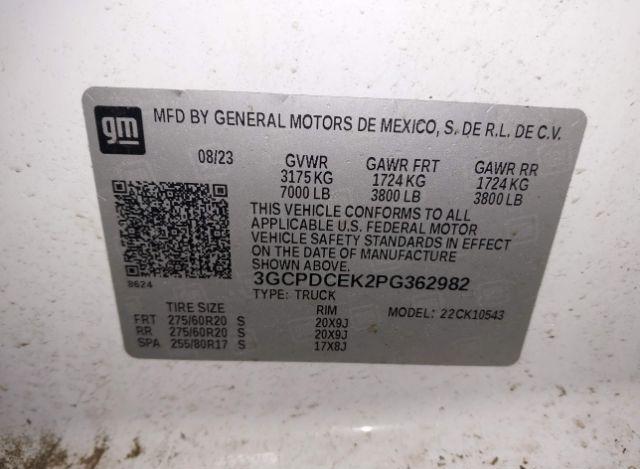 gm
MFD BY GENERAL MOTORS DE MEXICO, S. DE R.L. DE C.V.
08/23 GVWR GAWR FRT GAWR RR
3175 KG 1724 KG 1724 KG
7000 LB 3800 LB 3800 LB
THIS VEHICLE CONFORMS TO ALL
APPLICABLE U.S. FEDERAL MOTOR
VEHICLE SAFETY STANDARDS IN EFFECT
ON THE DATE OF MANUFACTURE
SHOWN ABOVE.
8624
3GCPDCEK2PG362982
TYPE: TRUCK
TIRE SIZE RIM MODEL: 22CK10543
FRT 275/60R20 S 20X9J
RR 275/60R20 S 20X9J
SPA 255/80R17 S 17X8J